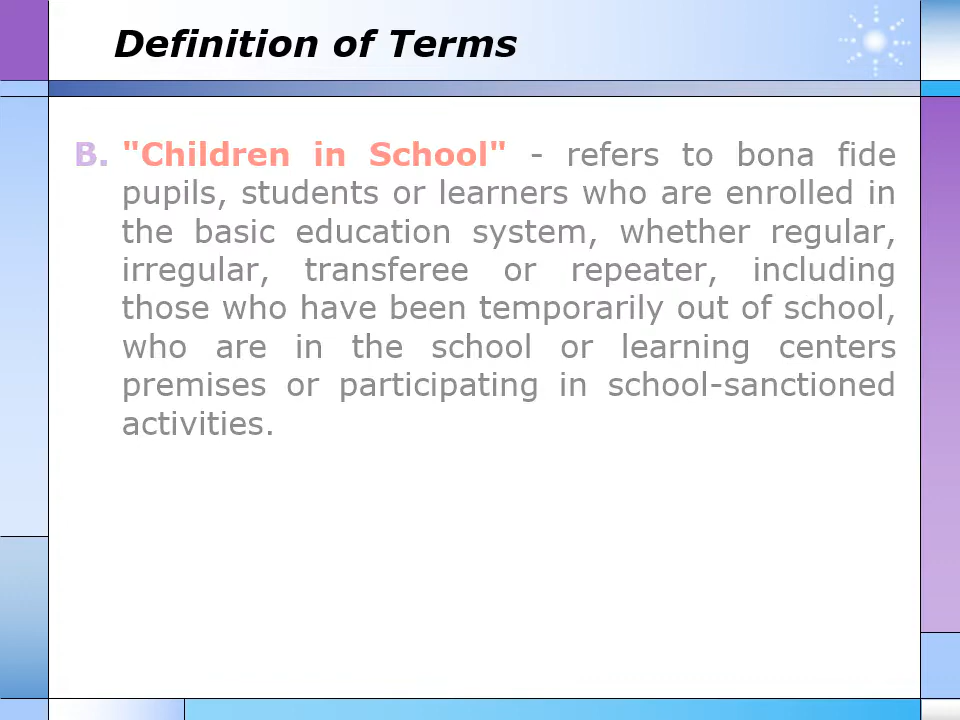 Definition of Terms
B. "Children in School" - refers to bona fide
pupils, students or learners who are enrolled in
the basic education system, whether regular,
irregular, transferee or repeater, including
those who have been temporarily out of school,
who are in the school or learning centers
premises or participating in school-sanctioned
activities.